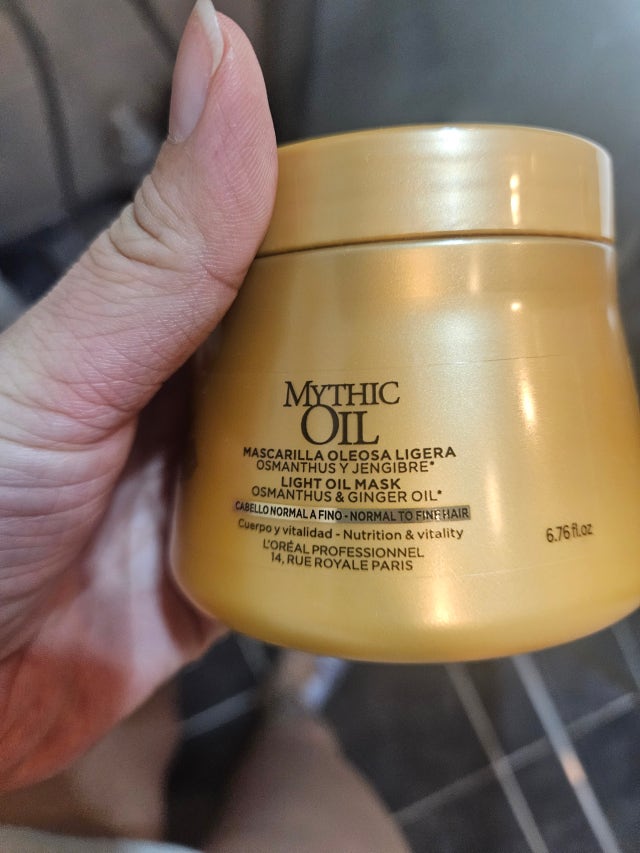 MYTHIC
OIL
MASCARILLA OLEOSA LIGERA
OSMANTHUS Y JENGIBRE*
LIGHT OIL MASK
OSMANTHUS & GINGER OIL*
CABELLO NORMAL A FINO - NORMAL TO FINE HAIR
Cuerpo y vitalidad - Nutrition & vitality
6.76 fl.oz
L'ORÉAL PROFESSIONNEL
14, RUE ROYALE PARIS